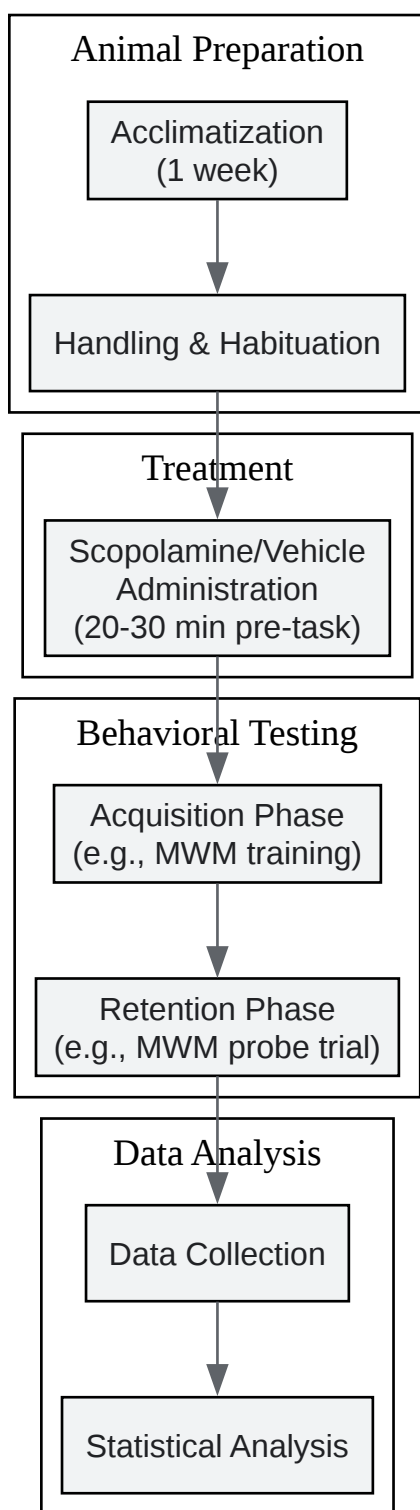 Animal Preparation
Acclimatization
(1 week)
Handling & Habituation
Treatment
Scopolamine/Vehicle
Administration
(20-30 min pre-task)
Behavioral Testing
Acquisition Phase
(e.g., MWM training)
Retention Phase
(e.g., MWM probe trial)
Data Analysis
Data Collection
Statistical Analysis